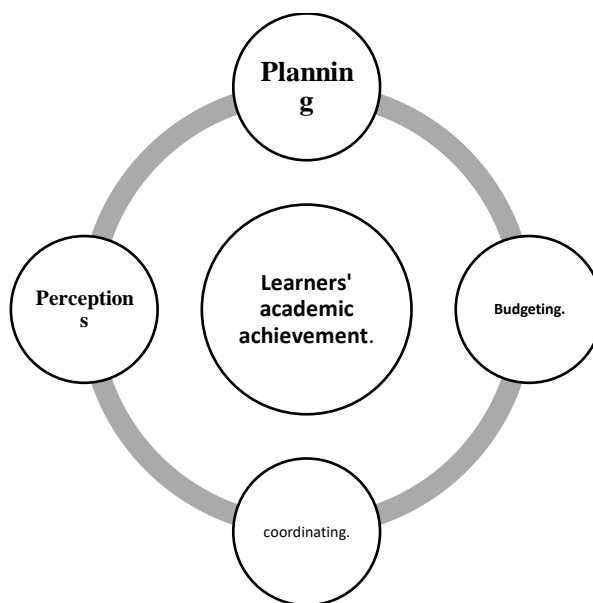 Plannin
g
Perception
s
Learners'
academic
achievement.
Budgeting.
coordinating.